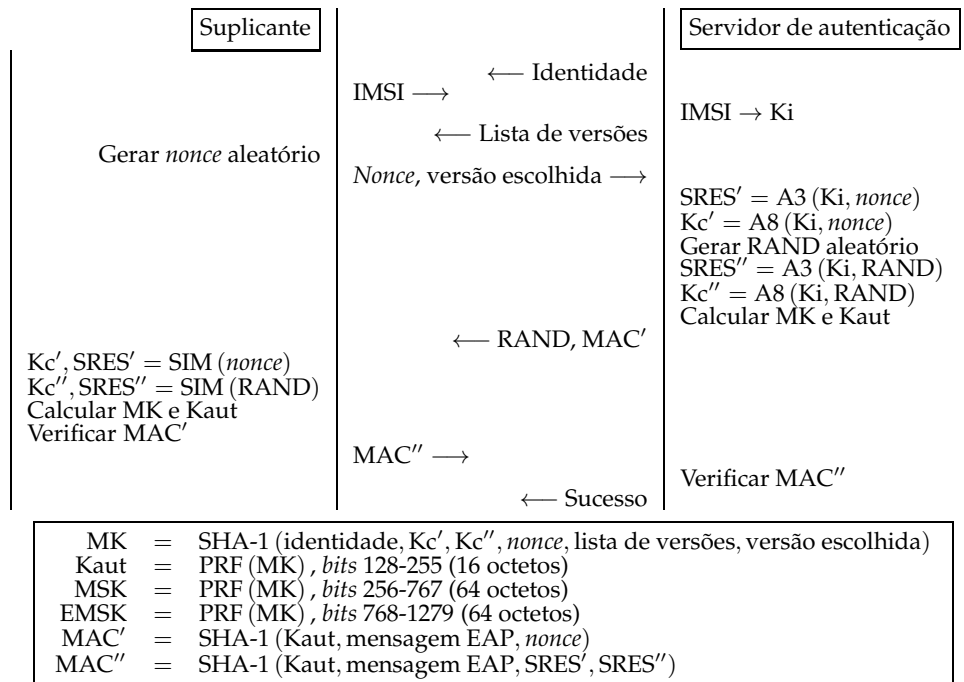 Suplicante
Servidor de autenticação
⟵ Identidade
IMSI ⟶
IMSI → Ki
⟵ Lista de versões
Gerar nonce aleatório
Nonce, versão escolhida ⟶
SRES′ = A3 (Ki, nonce)
Kc′ = A8 (Ki, nonce)
Gerar RAND aleatório
SRES′′ = A3 (Ki, RAND)
Kc′′ = A8 (Ki, RAND)
Calcular MK e Kaut
⟵ RAND, MAC′
Kc′, SRES′ = SIM (nonce)
Kc′′, SRES′′ = SIM (RAND)
Calcular MK e Kaut
Verificar MAC′
MAC′′ ⟶
Verificar MAC′′
⟵ Sucesso
MK = SHA-1 (identidade, Kc′, Kc′′, nonce, lista de versões, versão escolhida)
Kaut = PRF (MK) , bits 128-255 (16 octetos)
MSK = PRF (MK) , bits 256-767 (64 octetos)
EMSK = PRF (MK) , bits 768-1279 (64 octetos)
MAC′ = SHA-1 (Kaut, mensagem EAP, nonce)
MAC′′ = SHA-1 (Kaut, mensagem EAP, SRES′, SRES′′)